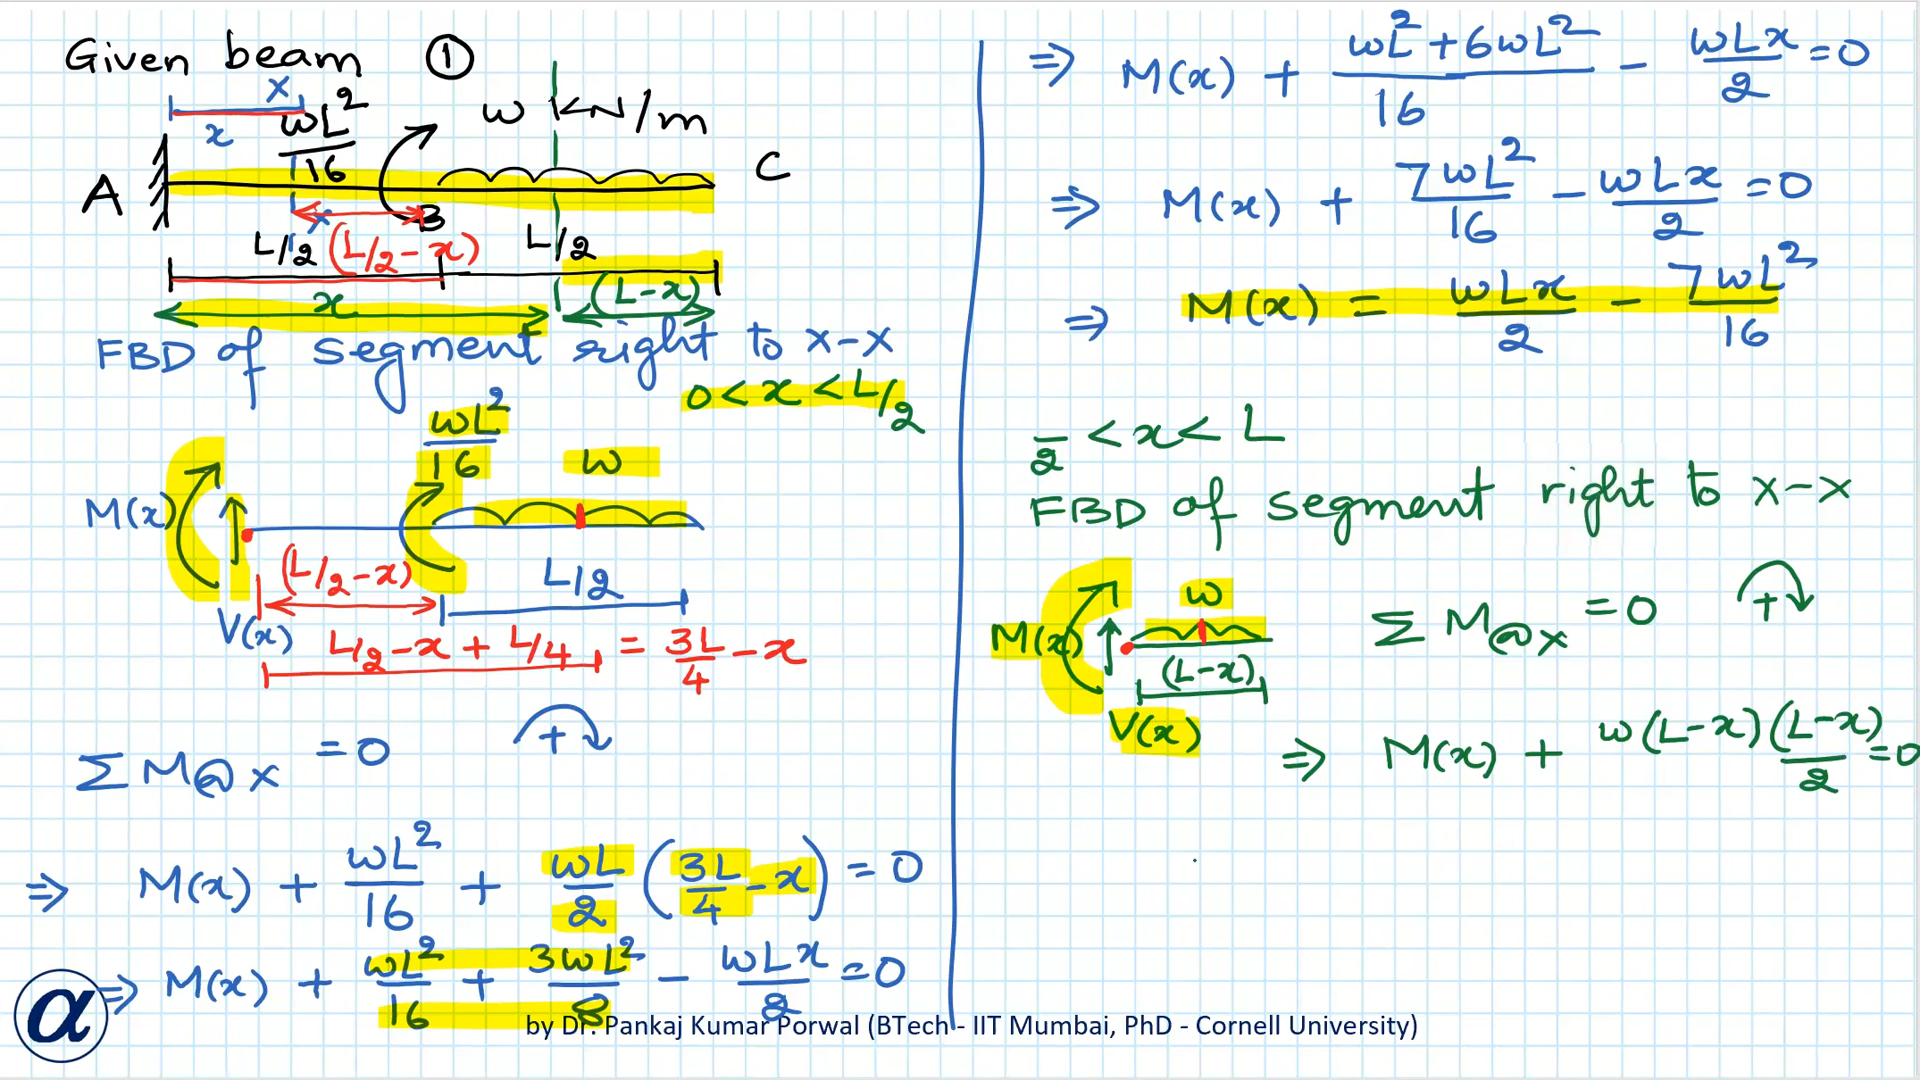 Given beam ①
x
x
wL²/16
w kN/m
A
B
C
x
L/2
(L/2-x)
L/2
x
(L-x)
FBD of segment right to x-x
0 < x < L/2
wL²/16
w
M(x)
(L/2-x)
L/2
V(x)
L/2-x + L/4 = 3L/4 - x
ΣM@x = 0 +
⇒ M(x) + wL²/16 + wL/2 (3L/4 - x) = 0
⇒ M(x) + wL²/16 + 3wL²/8 - wLx/2 = 0
⇒ M(x) + (wL² + 6wL²)/16 - wLx/2 = 0
⇒ M(x) + 7wL²/16 - wLx/2 = 0
⇒ M(x) = wLx/2 - 7wL²/16
/2 < x < L
FBD of segment right to x-x
w
M(x)
(L-x)
V(x)
ΣM@x = 0 +
⇒ M(x) + w(L-x)(L-x)/2 = 0
α
by Dr. Pankaj Kumar Porwal (BTech - IIT Mumbai, PhD - Cornell University)